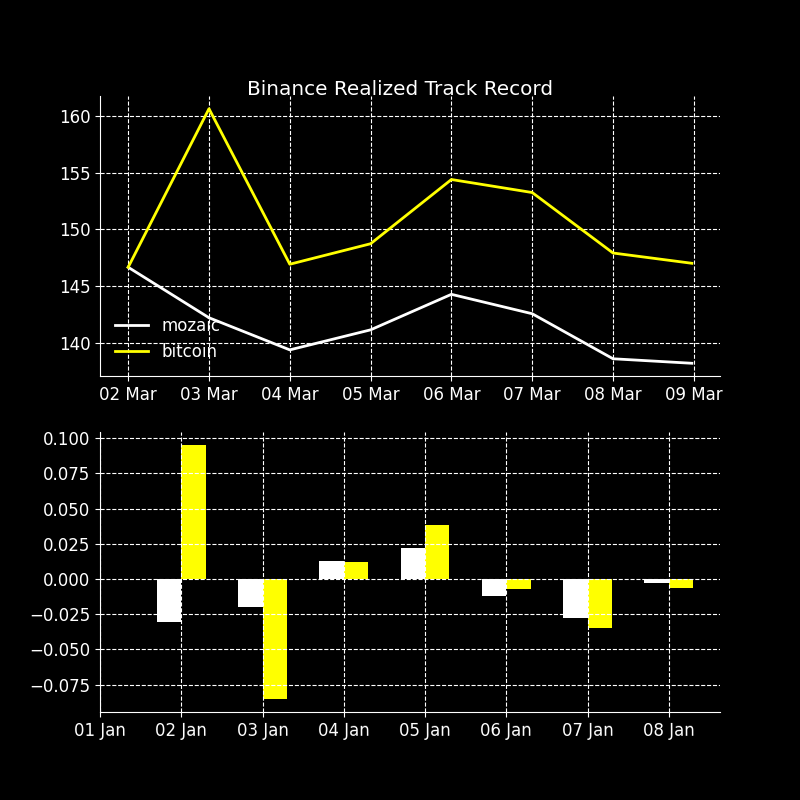 Binance Realized Track Record
160
155
150
145
140
mozaic
bitcoin
02 Mar 03 Mar 04 Mar 05 Mar 06 Mar 07 Mar 08 Mar 09 Mar
0.100
0.075
0.050
0.025
0.000
−0.025
−0.050
−0.075
01 Jan 02 Jan 03 Jan 04 Jan 05 Jan 06 Jan 07 Jan 08 Jan